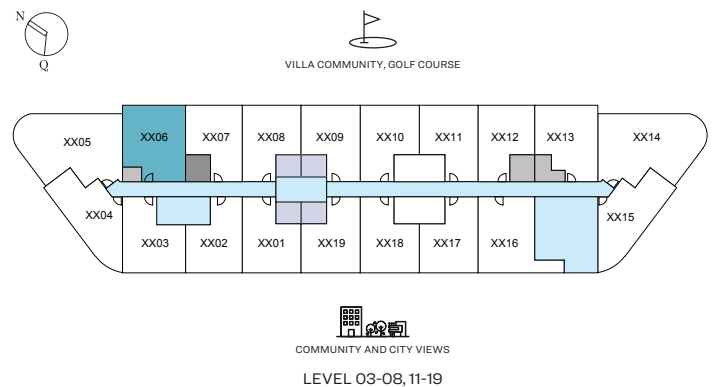 N
Q
VILLA COMMUNITY, GOLF COURSE
XX05
XX06
XX07
XX08
XX09
XX10
XX11
XX12
XX13
XX14
XX04
XX03
XX02
XX01
XX19
XX18
XX17
XX16
XX15
COMMUNITY AND CITY VIEWS
LEVEL 03-08, 11-19